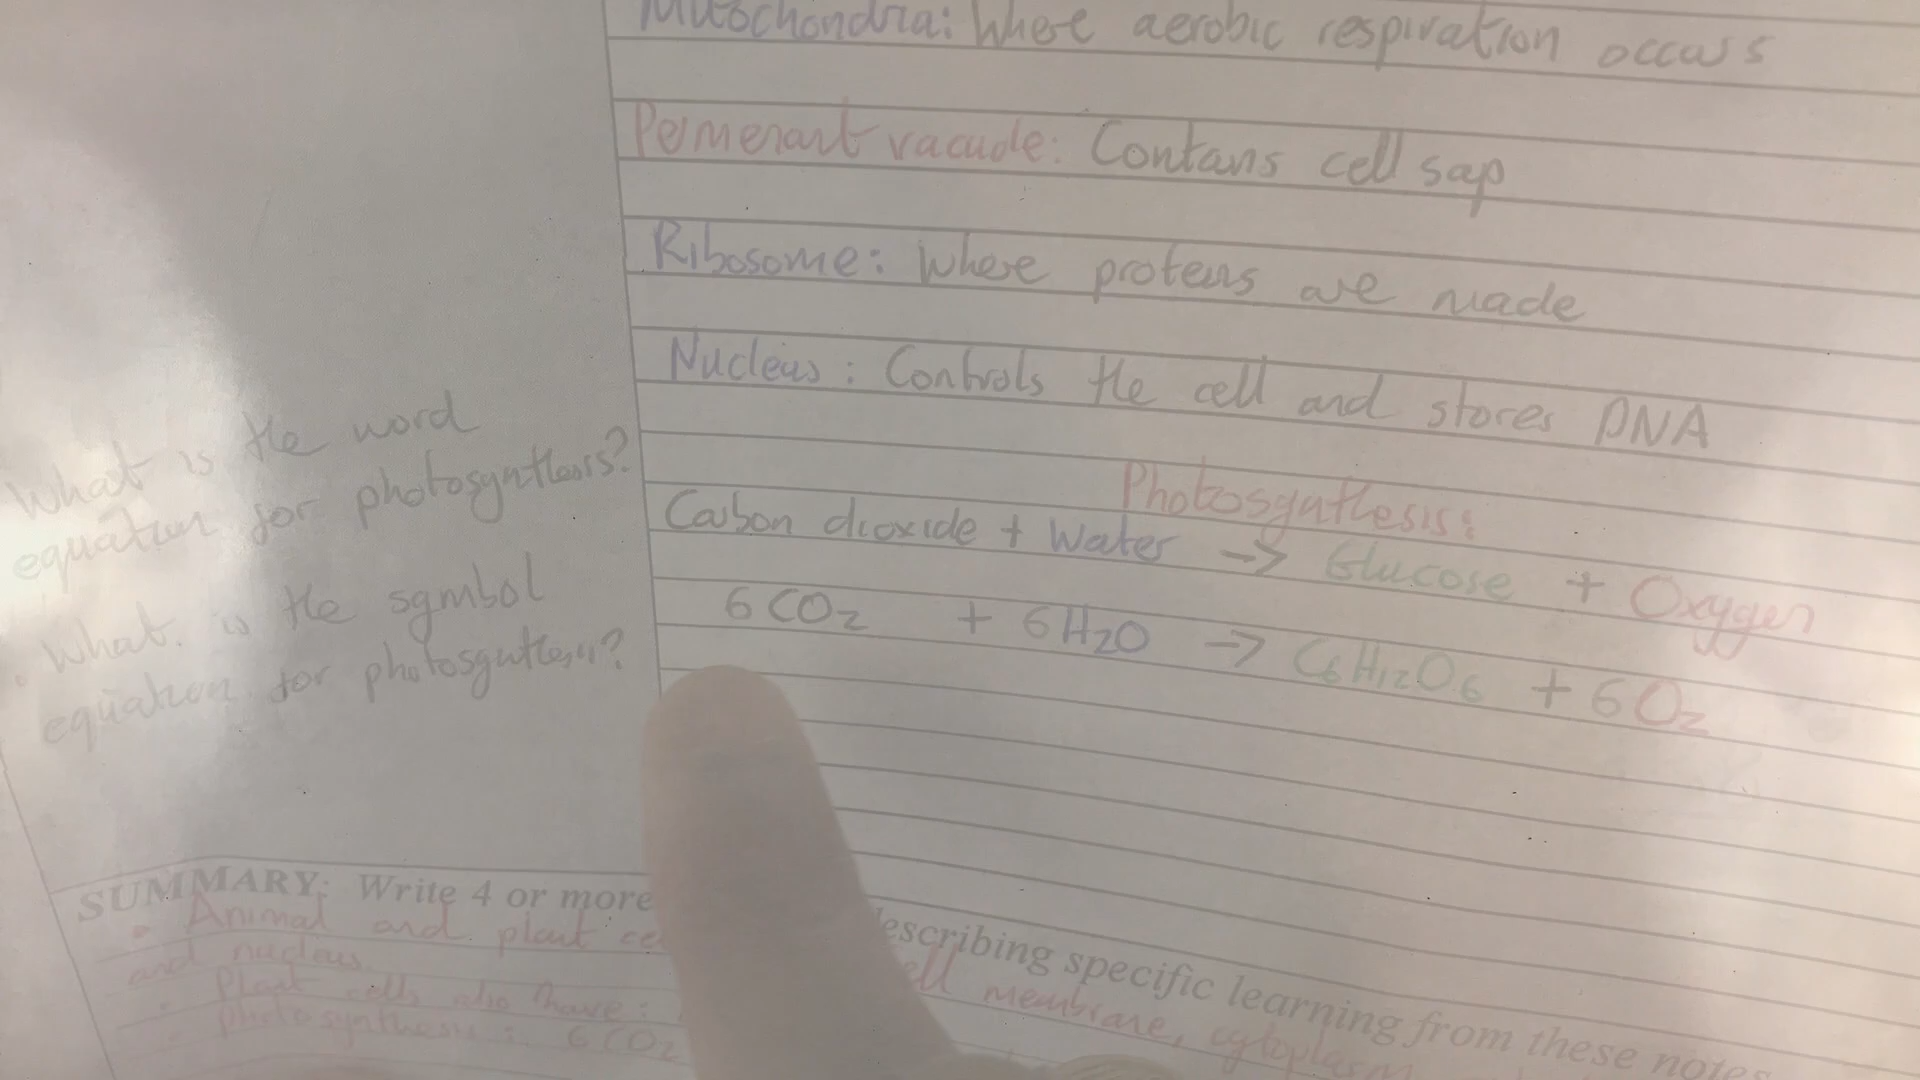 Mitochondria: Where aerobic respiration occurs
Permenant vacuole: Contains cell sap
Ribosome: Where proteins are made
Nucleus: Controls the cell and stores DNA
What is the word
equation for photosynthesis?
Photosynthesis:
Carbon dioxide + Water -> Glucose + Oxygen
6CO2 + 6H2O -> C6H12O6 + 6O2
• What is the symbol
equation for photosynthesis?
SUMMARY: Write 4 or more describing specific learning from these notes
• Animal and plant cell membrane, cytoplasm
and nucleus
• Plant cells also have:
• Photosynthesis: 6CO2